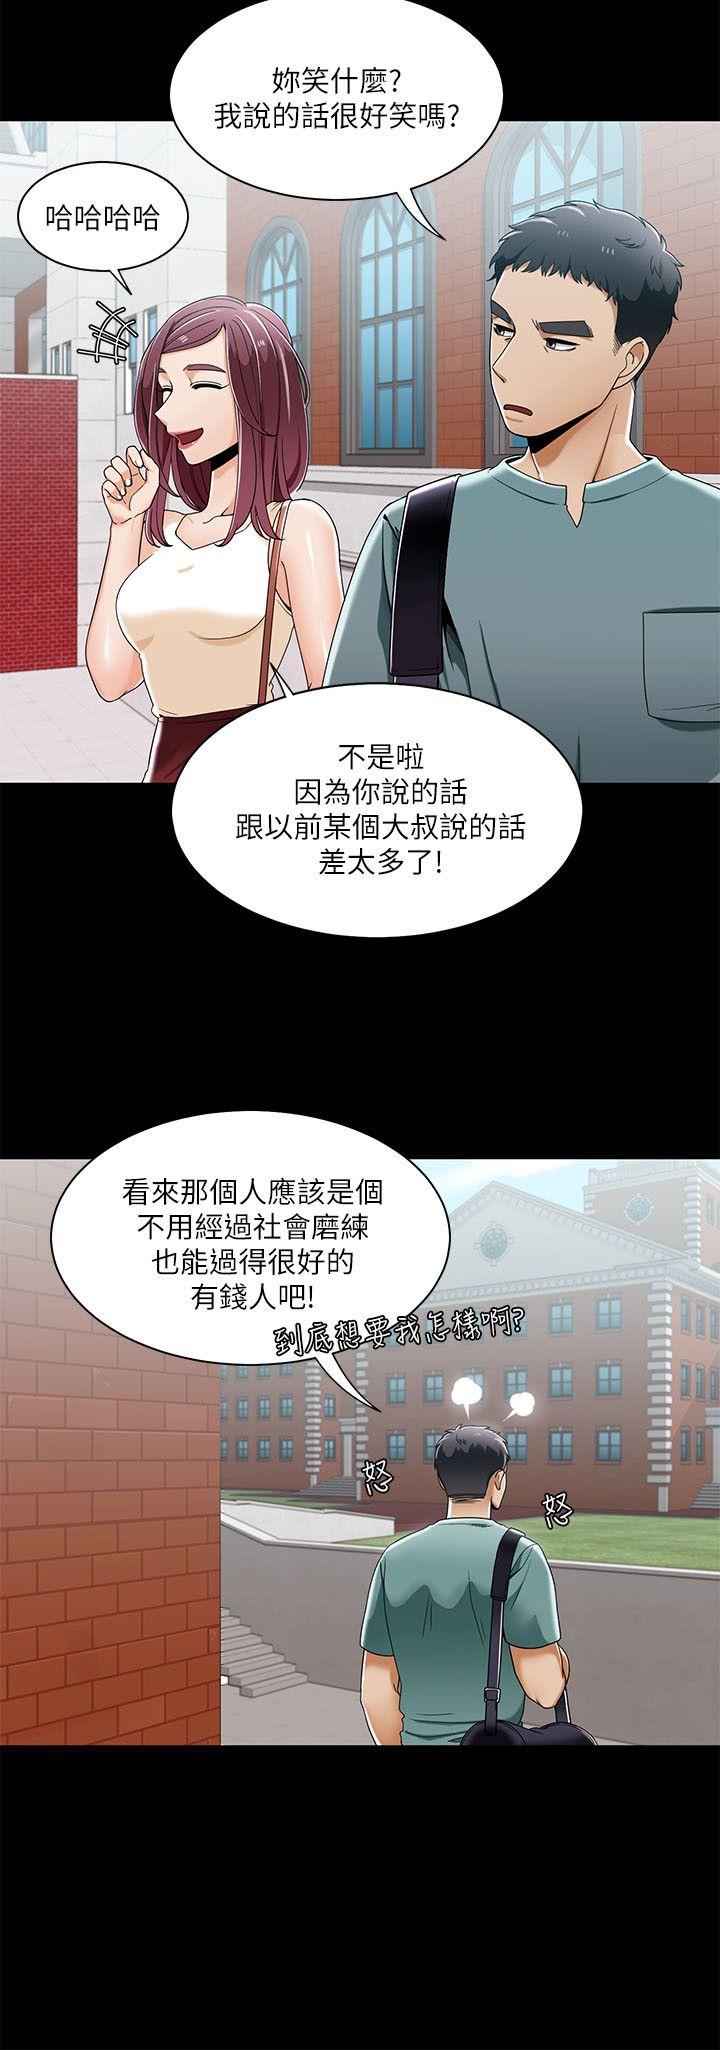 妳笑什麼?
我說的話很好笑嗎?
哈哈哈哈
不是啦
因為你說的話
跟以前某個大叔說的話
差太多了!
看來那個人應該是個
不用經過社會磨練
也能過得很好的
有錢人吧!
到底想要我怎樣啊?
怒
怒